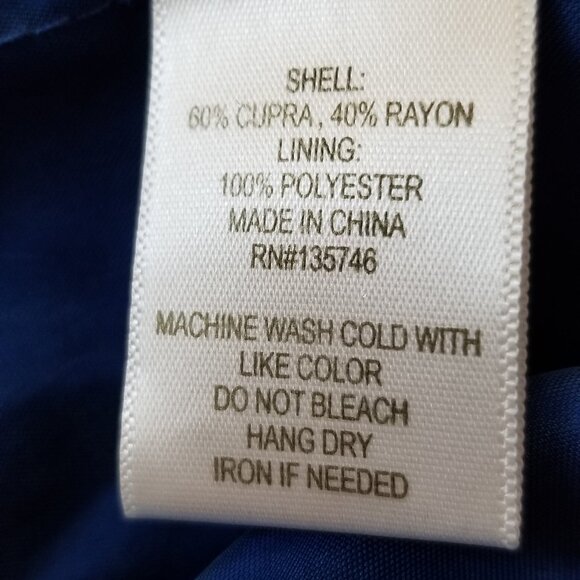 SHELL:
60% CUPRA, 40% RAYON
LINING:
100% POLYESTER
MADE IN CHINA
RN#135746
MACHINE WASH COLD WITH
LIKE COLOR
DO NOT BLEACH
HANG DRY
IRON IF NEEDED